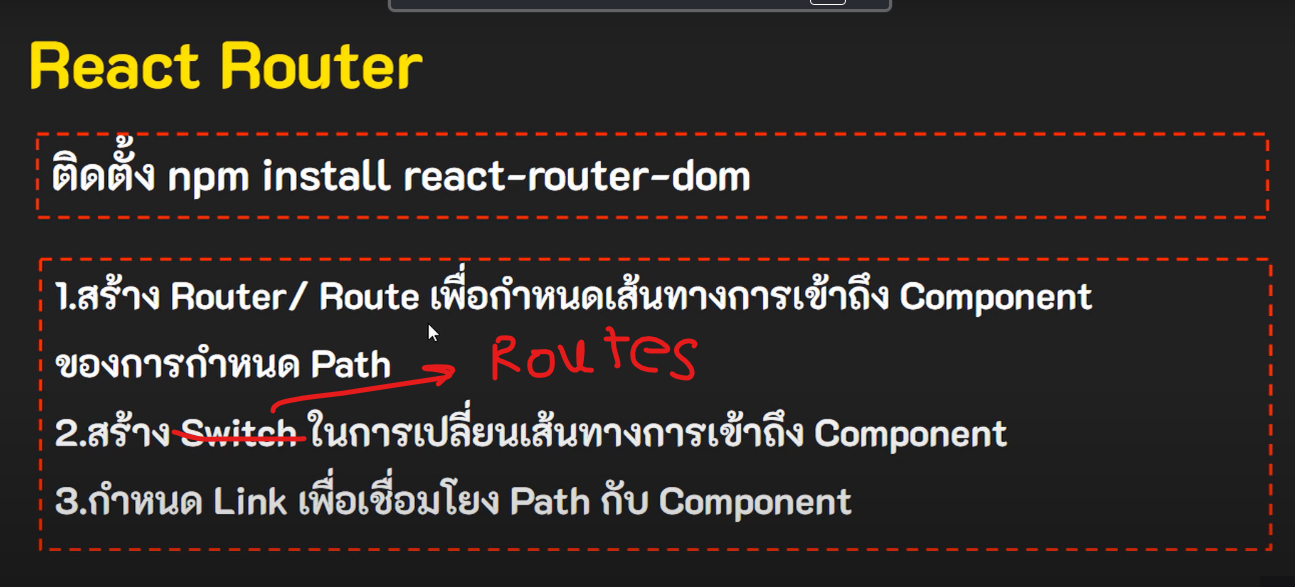 React Router
ติดตั้ง npm install react-router-dom
1.สร้าง Router/ Route เพื่อกำหนดเส้นทางการเข้าถึง Component
ของการกำหนด Path
Routes
2.สร้าง Switch ในการเปลี่ยนเส้นทางการเข้าถึง Component
3.กำหนด Link เพื่อเชื่อมโยง Path กับ Component